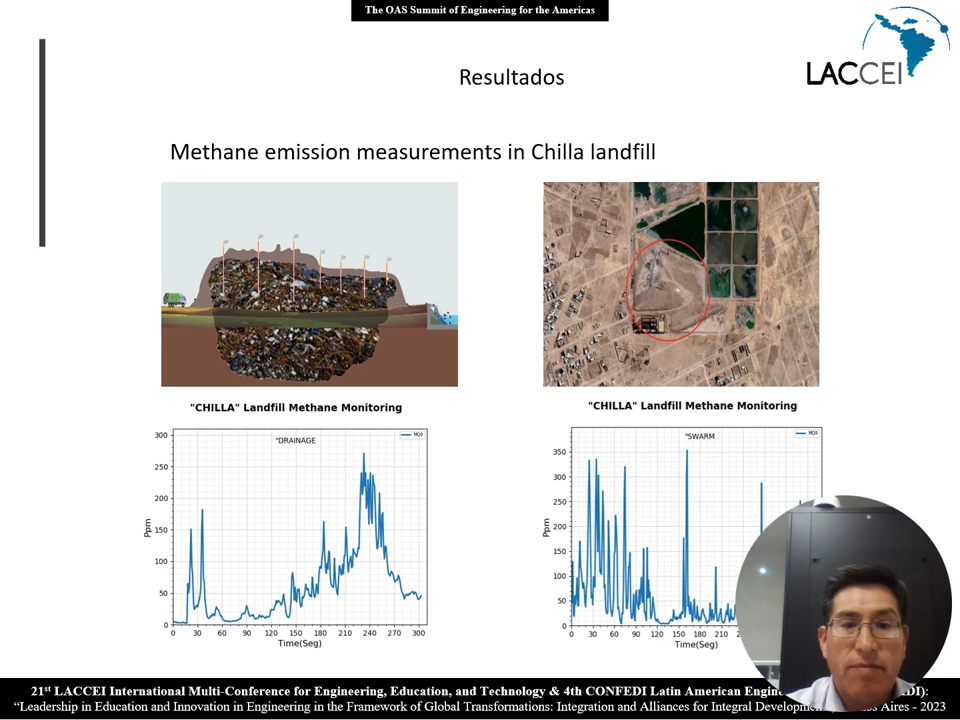 The OAS Summit of Engineering for the Americas
LACCEI
Resultados
Methane emission measurements in Chilla landfill
"CHILLA" Landfill Methane Monitoring
"DRAINAGE
MQ9
300
250
200
150
100
50
0
Ppm
0 30 60 90 120 150 180 210 240 270 300
Time(Seg)
"CHILLA" Landfill Methane Monitoring
"SWARM
MQ9
350
300
250
200
150
100
50
0
Ppm
0 30 60 90 120 150 180 210
Time(Seg)
21st LACCEI International Multi-Conference for Engineering, Education, and Technology & 4th CONFEDI Latin American
“Leadership in Education and Innovation in Engineering in the Framework of Global Transformations: Integration and Alliances for Integral Aires - 2023